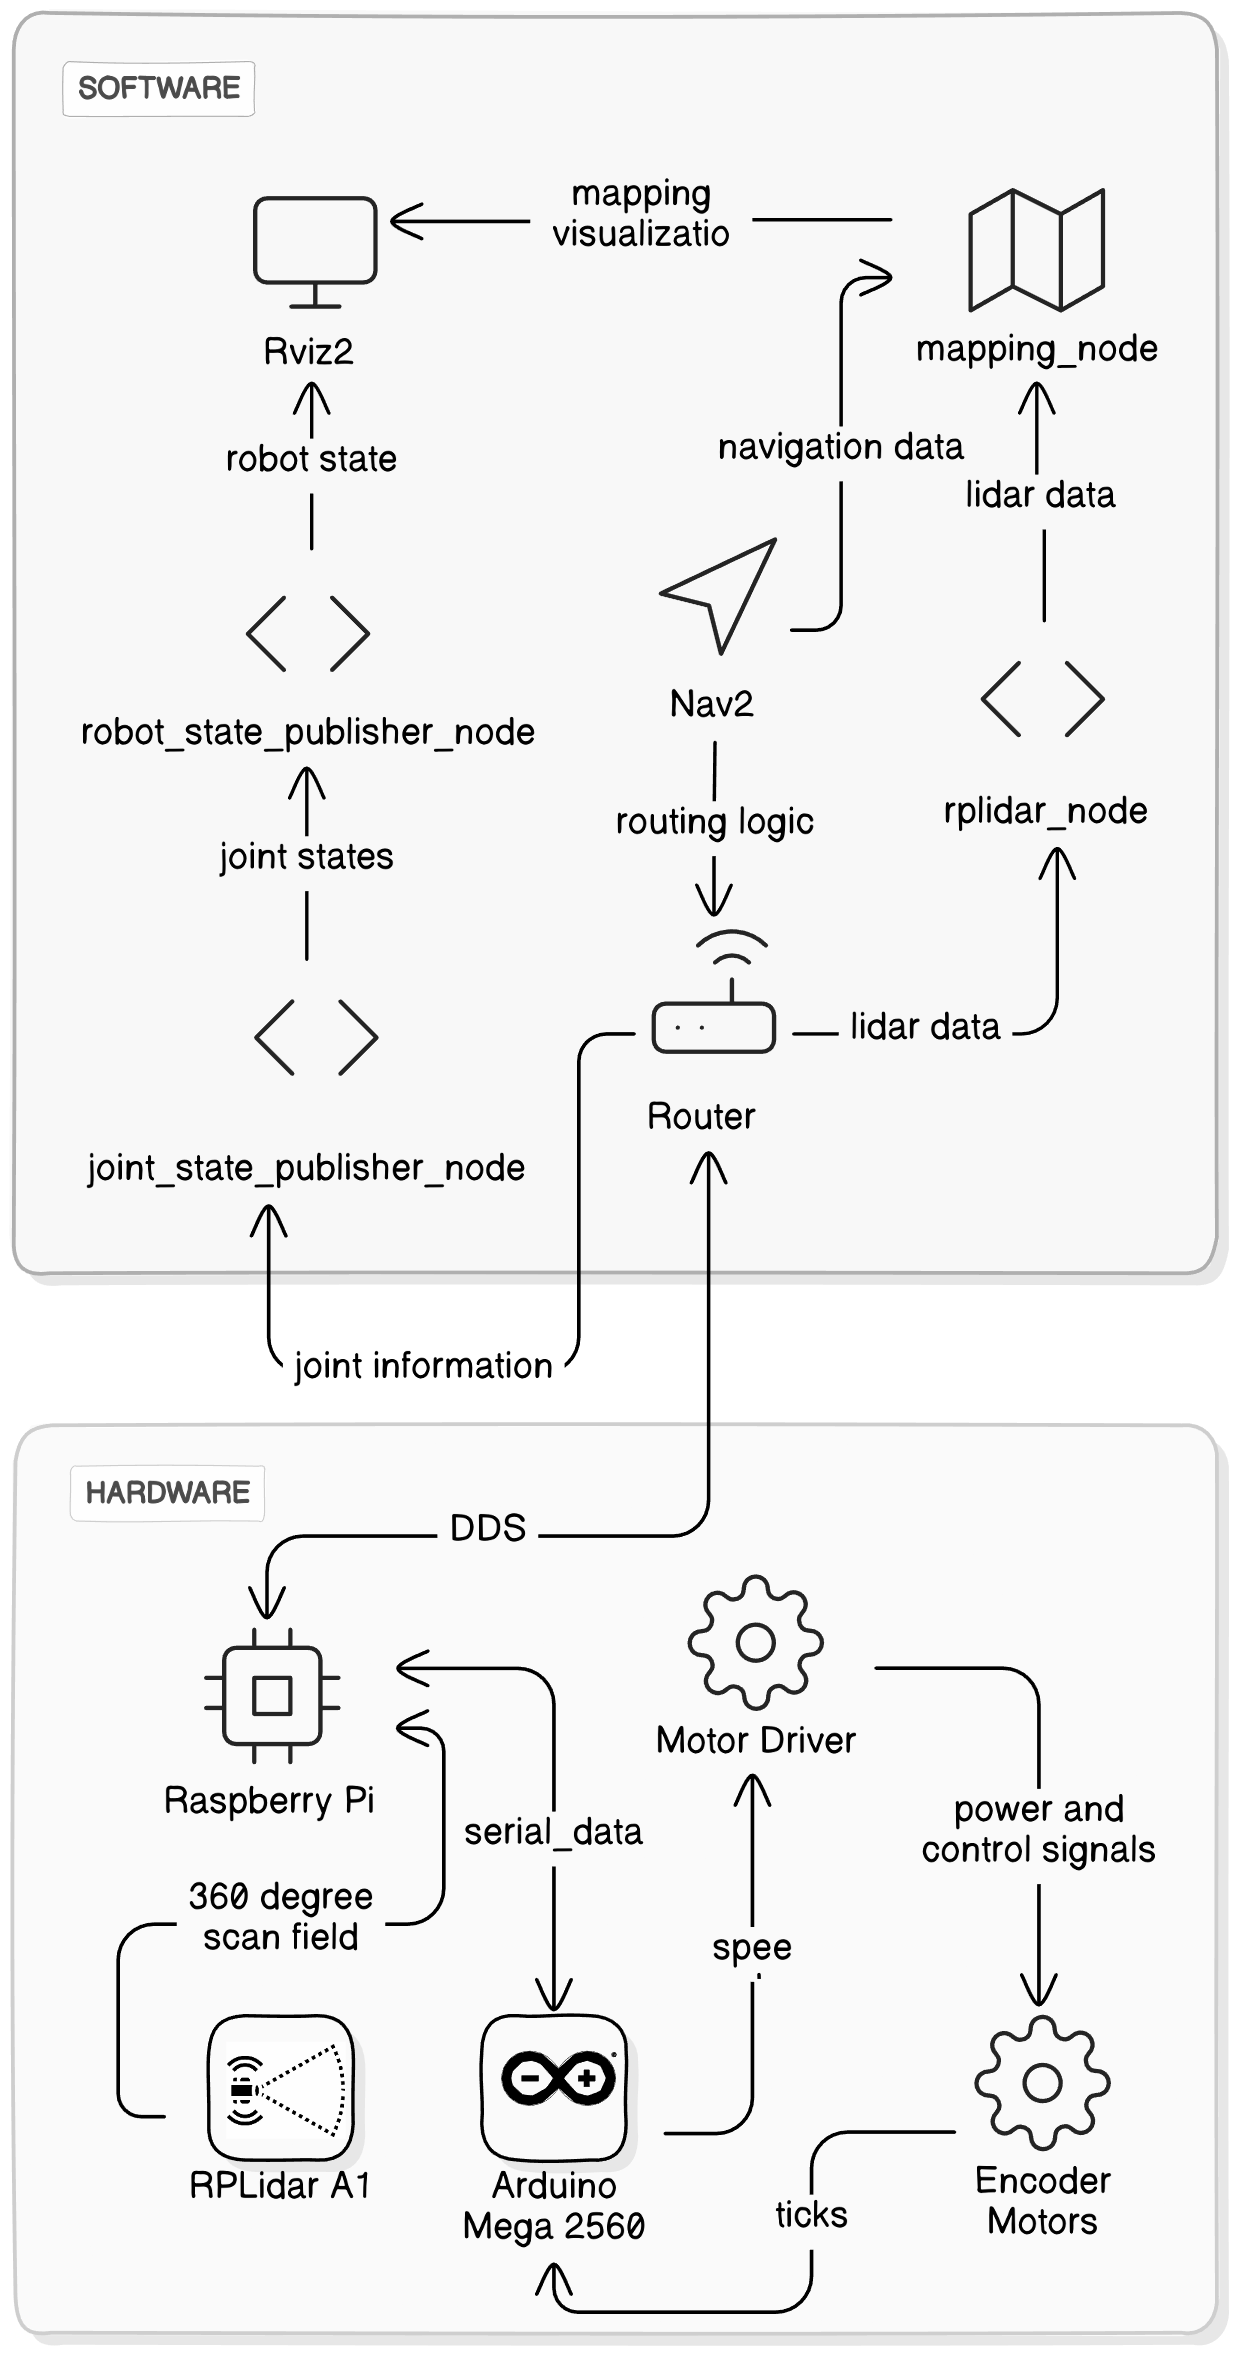 SOFTWARE
mapping
visualizatio
Rviz2
mapping_node
navigation data
robot state
lidar data
Nav2
robot_state_publisher_node
rplidar_node
routing logic
joint states
lidar data
Router
joint_state_publisher_node
joint information
HARDWARE
DDS
Motor Driver
Raspberry Pi
power and
control signals
serial_data
360 degree
scan field
spee
RPLidar A1
Arduino
Mega 2560
Encoder
Motors
ticks